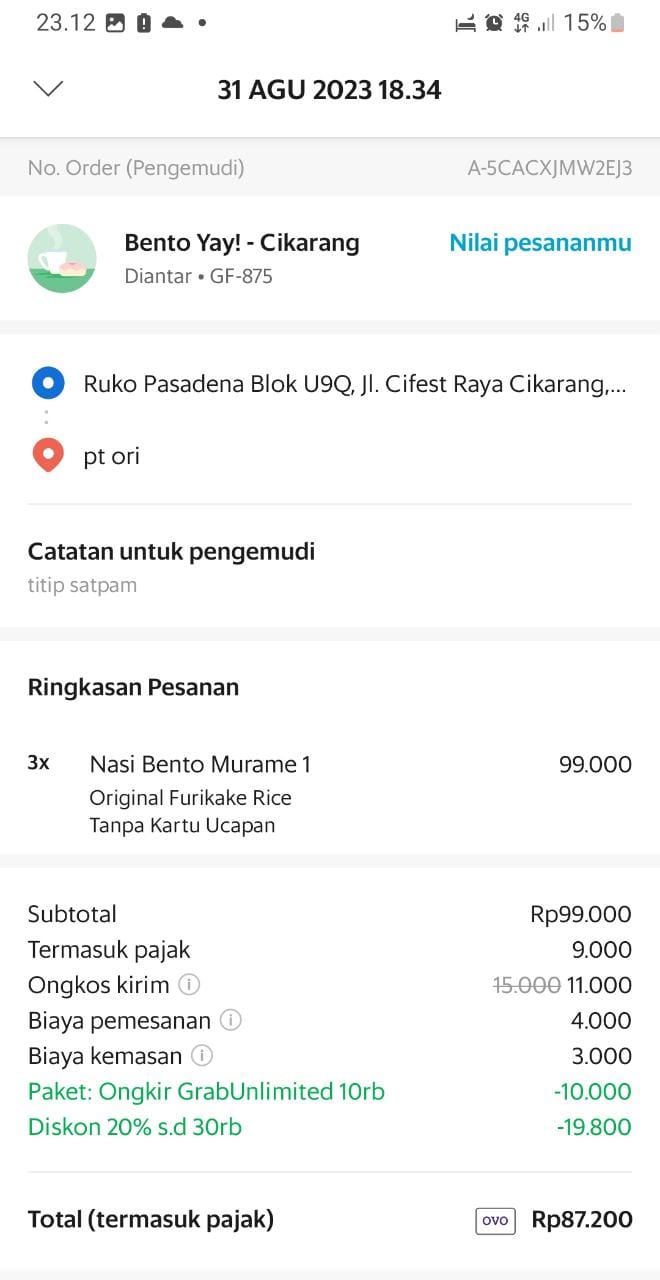 23.12 4G 15%
31 AGU 2023 18.34
No. Order (Pengemudi) A-5CACXJMW2EJ3
Bento Yay! - Cikarang Nilai pesananmu
Diantar • GF-875
Ruko Pasadena Blok U9Q, Jl. Cifest Raya Cikarang,...
pt ori
Catatan untuk pengemudi
titip satpam
Ringkasan Pesanan
3x Nasi Bento Murame 1 99.000
Original Furikake Rice
Tanpa Kartu Ucapan
Subtotal Rp99.000
Termasuk pajak 9.000
Ongkos kirim 15.000 11.000
Biaya pemesanan 4.000
Biaya kemasan 3.000
Paket: Ongkir GrabUnlimited 10rb -10.000
Diskon 20% s.d 30rb -19.800
Total (termasuk pajak) OVO Rp87.200